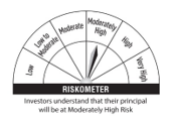 Low
Low to
Moderate
Moderate
Moderately
High
High
Very High
RISKOMETER
Investors understand that their principal
will be at Moderately High Risk